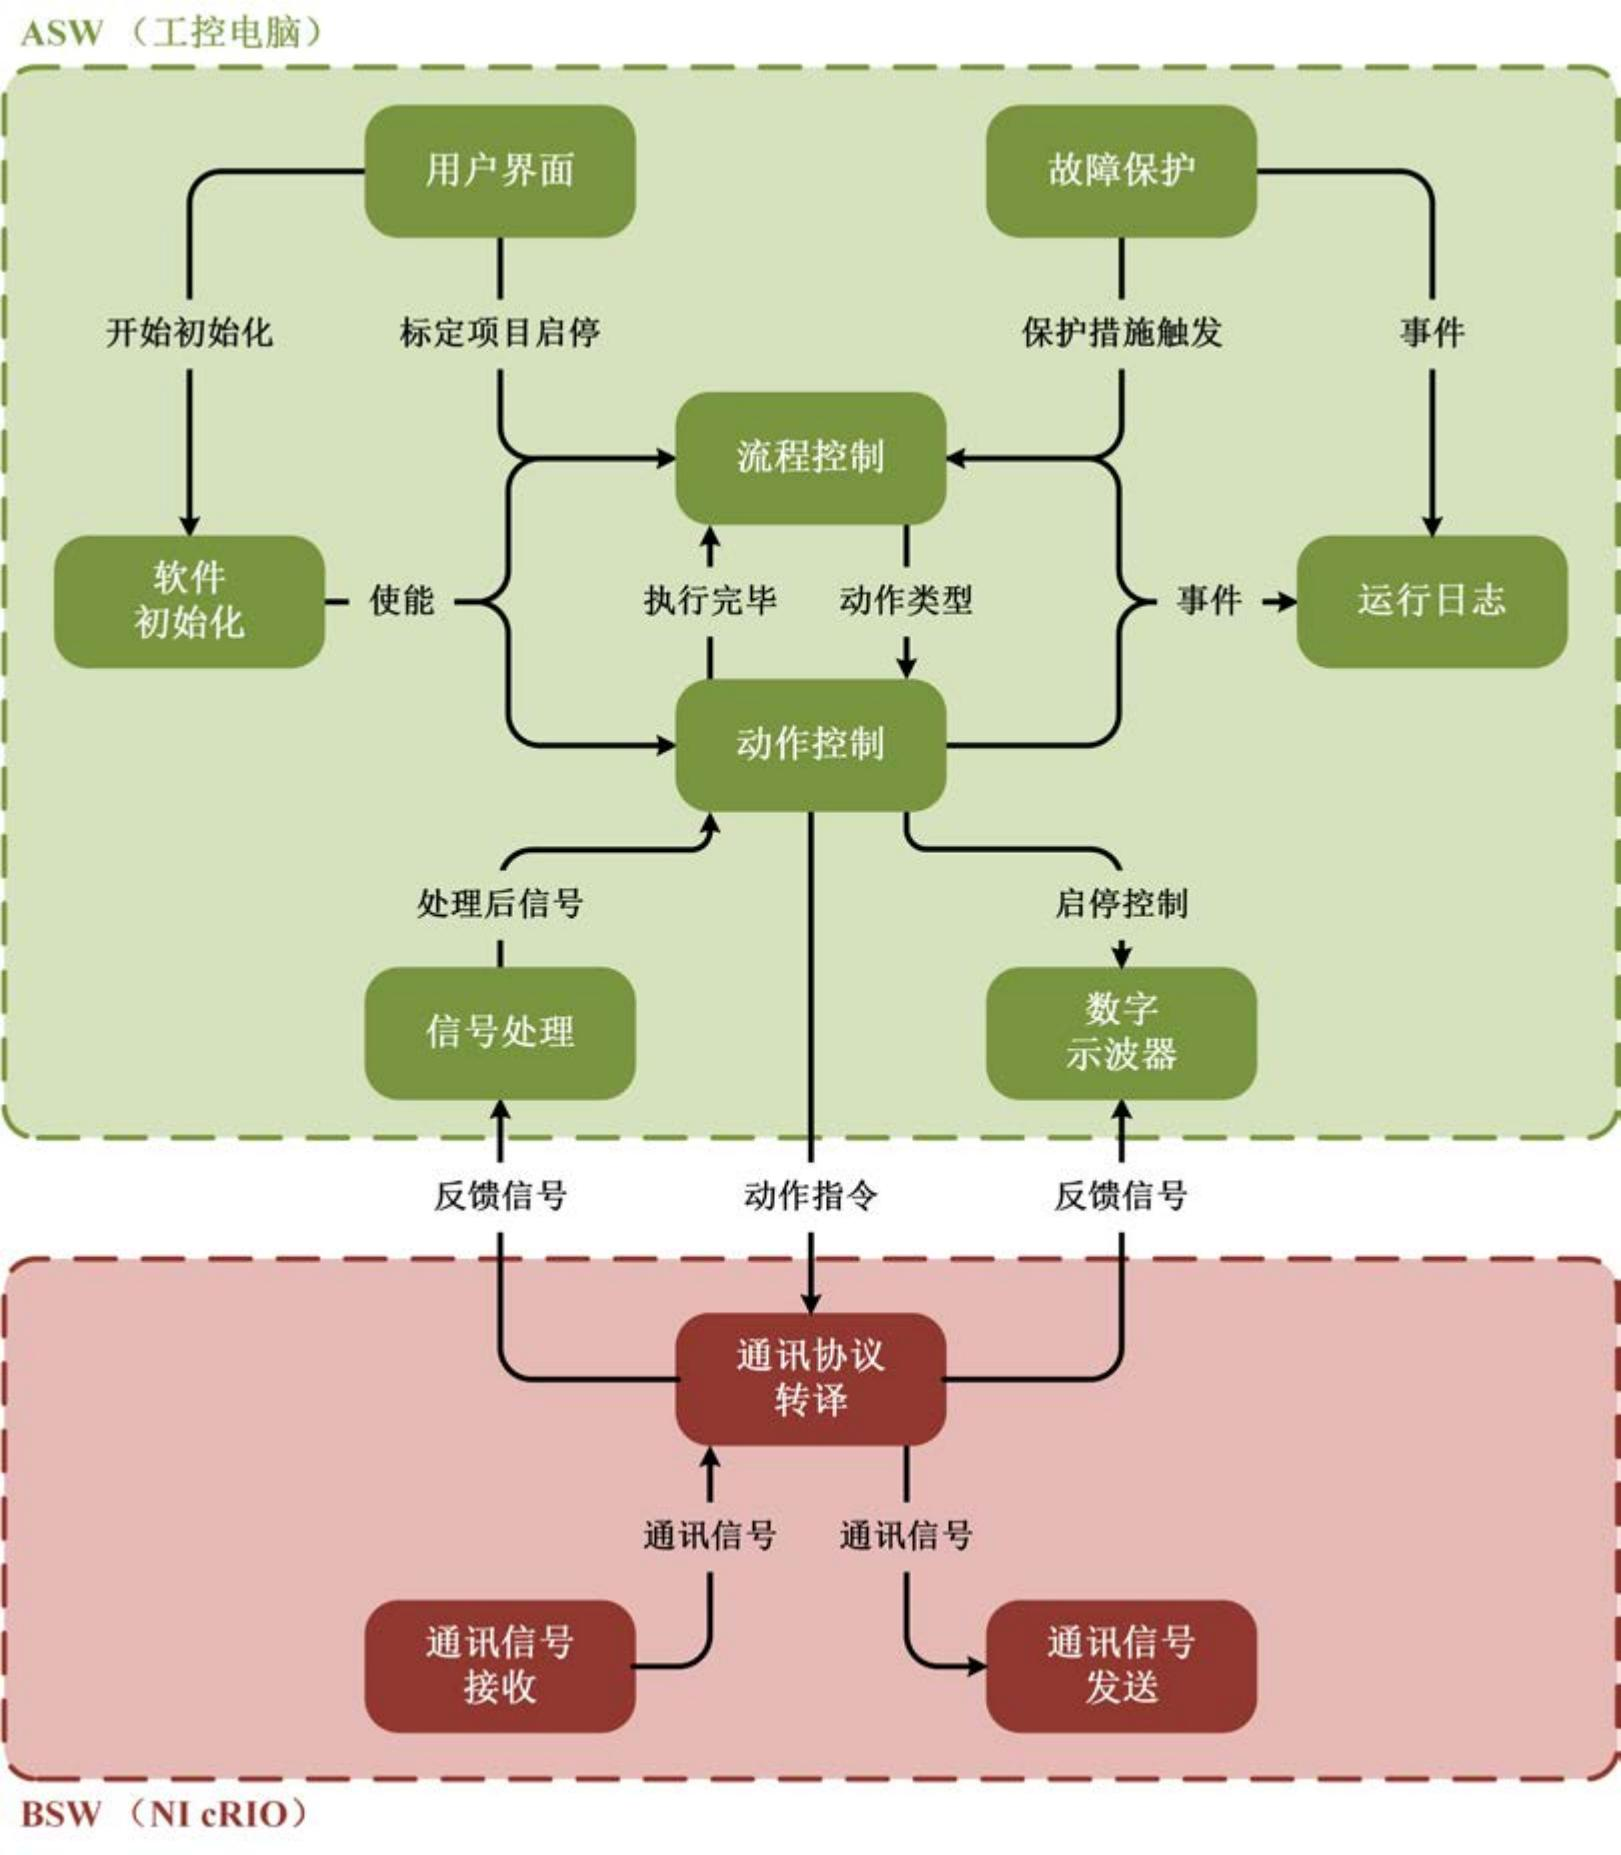 ASW （工控电脑）
用户界面
故障保护
开始初始化
标定项目启停
保护措施触发
事件
流程控制
软件
初始化
使能
执行完毕
动作类型
事件
运行日志
动作控制
处理后信号
启停控制
信号处理
数字
示波器
反馈信号
动作指令
反馈信号
通讯协议
转译
通讯信号
通讯信号
通讯信号
接收
通讯信号
发送
BSW （NI cRIO）